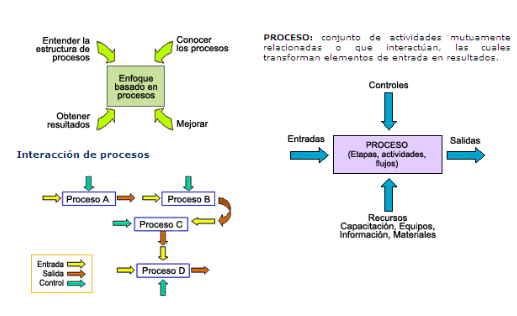 Entender la
estructura de
procesos
Conocer
los procesos
Enfoque
basado en
procesos
Obtener
resultados
Mejorar
Interacción de procesos
Proceso A
Proceso B
Proceso C
Proceso D
Entrada
Salida
Control
PROCESO: conjunto de actividades mutuamente
relacionadas o que interactúan, las cuales
transforman elementos de entrada en resultados.
Controles
Entradas
PROCESO
(Etapas, actividades,
flujos)
Salidas
Recursos
Capacitación, Equipos,
Información, Materiales